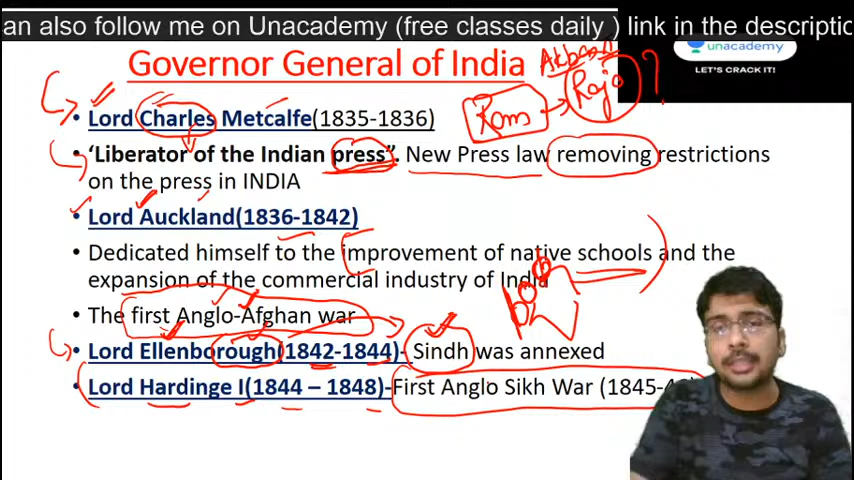 an also follow me on Unacademy (free classes daily ) link in the descriptio
unacademy
LET'S CRACK IT!
Governor General of India
Ram
Raja
?
• Lord Charles Metcalfe(1835-1836)
• ‘Liberator of the Indian press”. New Press law removing restrictions
on the press in INDIA
• Lord Auckland(1836-1842)
• Dedicated himself to the improvement of native schools and the
expansion of the commercial industry of India
• The first Anglo-Afghan war
• Lord Ellenborough(1842-1844)- Sindh was annexed
• Lord Hardinge I(1844 – 1848)-First Anglo Sikh War (1845-4